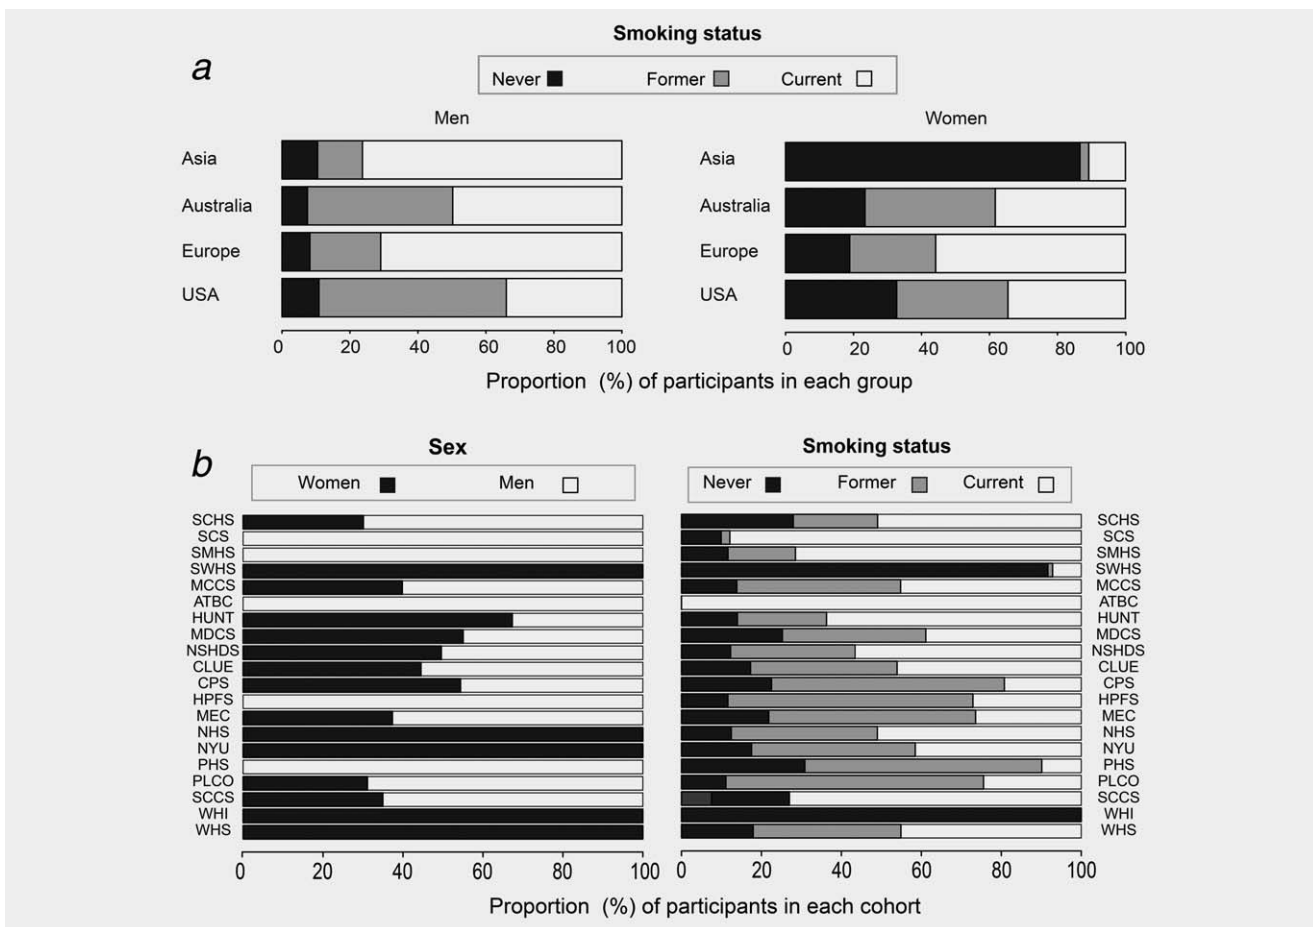 Smoking status
a
Never Former Current
Men Women
Asia Asia
Australia Australia
Europe Europe
USA USA
0 20 40 60 80 100 0 20 40 60 80 100
Proportion (%) of participants in each group
b
Sex Smoking status
Women Men Never Former Current
SCHS SCHS
SCS SCS
SMHS SMHS
SWHS SWHS
MCCS MCCS
ATBC ATBC
HUNT HUNT
MDCS MDCS
NSHDS NSHDS
CLUE CLUE
CPS CPS
HPFS HPFS
MEC MEC
NHS NHS
NYU NYU
PHS PHS
PLCO PLCO
SCCS SCCS
WHI WHI
WHS WHS
0 20 40 60 80 100 0 20 40 60 80 100
Proportion (%) of participants in each cohort